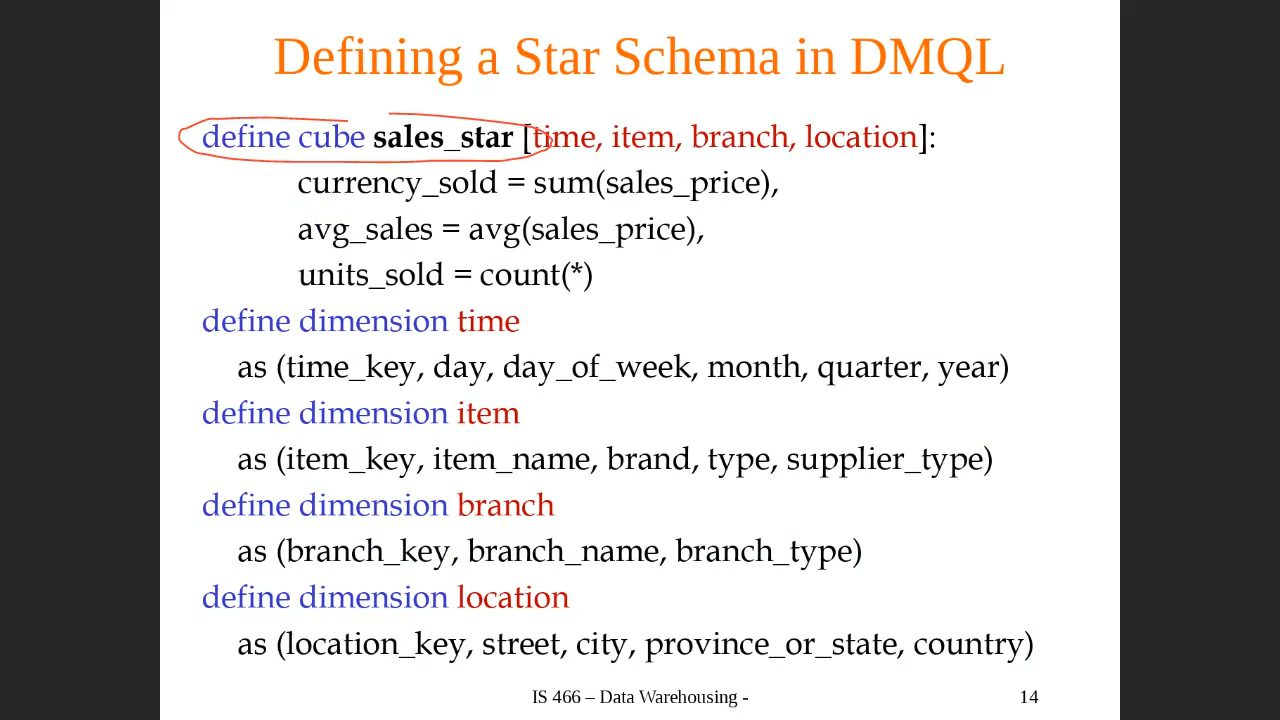 Defining a Star Schema in DMQL
define cube sales_star [time, item, branch, location]:
currency_sold = sum(sales_price),
avg_sales = avg(sales_price),
units_sold = count(*)
define dimension time
as (time_key, day, day_of_week, month, quarter, year)
define dimension item
as (item_key, item_name, brand, type, supplier_type)
define dimension branch
as (branch_key, branch_name, branch_type)
define dimension location
as (location_key, street, city, province_or_state, country)
IS 466 – Data Warehousing -
14